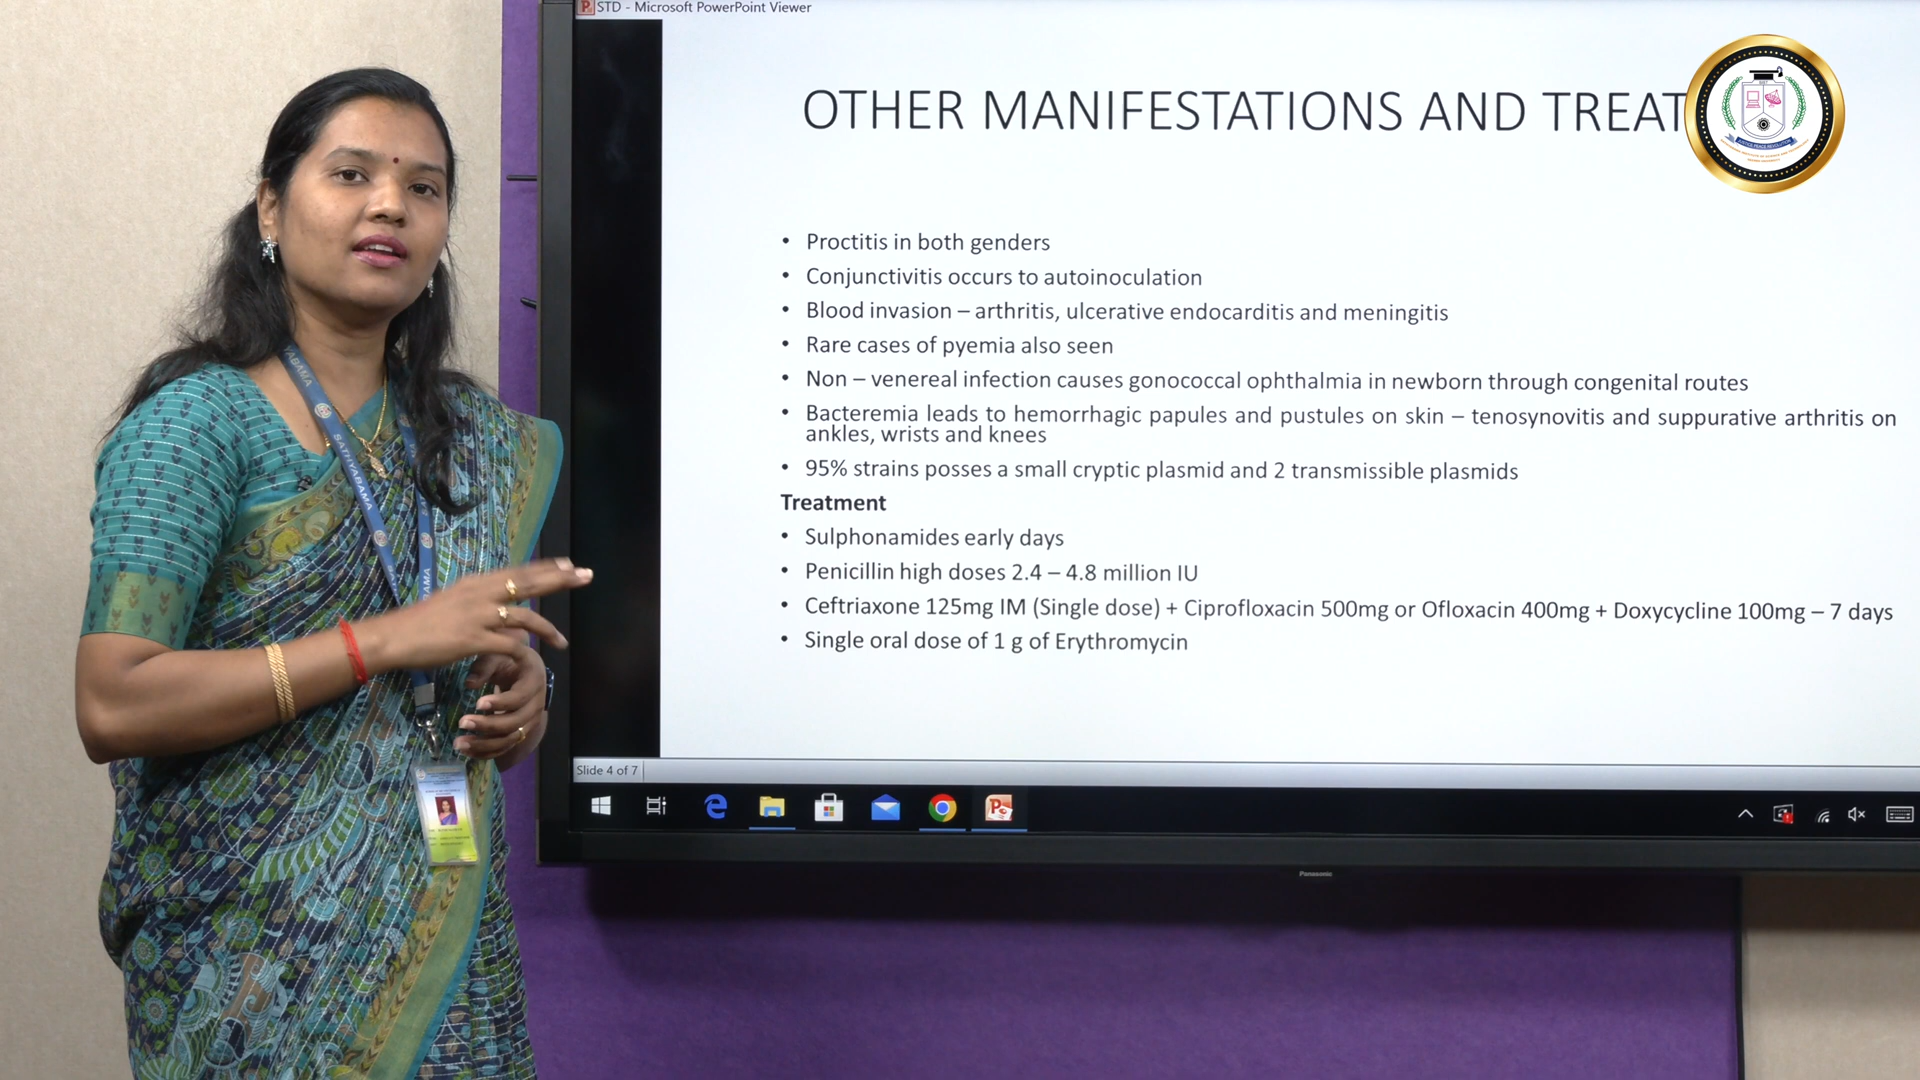 STD - Microsoft PowerPoint Viewer
OTHER MANIFESTATIONS AND TREAT
• Proctitis in both genders
• Conjunctivitis occurs to autoinoculation
• Blood invasion – arthritis, ulcerative endocarditis and meningitis
• Rare cases of pyemia also seen
• Non – venereal infection causes gonococcal ophthalmia in newborn through congenital routes
• Bacteremia leads to hemorrhagic papules and pustules on skin – tenosynovitis and suppurative arthritis on
ankles, wrists and knees
• 95% strains posses a small cryptic plasmid and 2 transmissible plasmids
Treatment
• Sulphonamides early days
• Penicillin high doses 2.4 – 4.8 million IU
• Ceftriaxone 125mg IM (Single dose) + Ciprofloxacin 500mg or Ofloxacin 400mg + Doxycycline 100mg – 7 days
• Single oral dose of 1 g of Erythromycin
Slide 4 of 7
Panasonic
YABAMA
SATHYABAMA
ABAMA